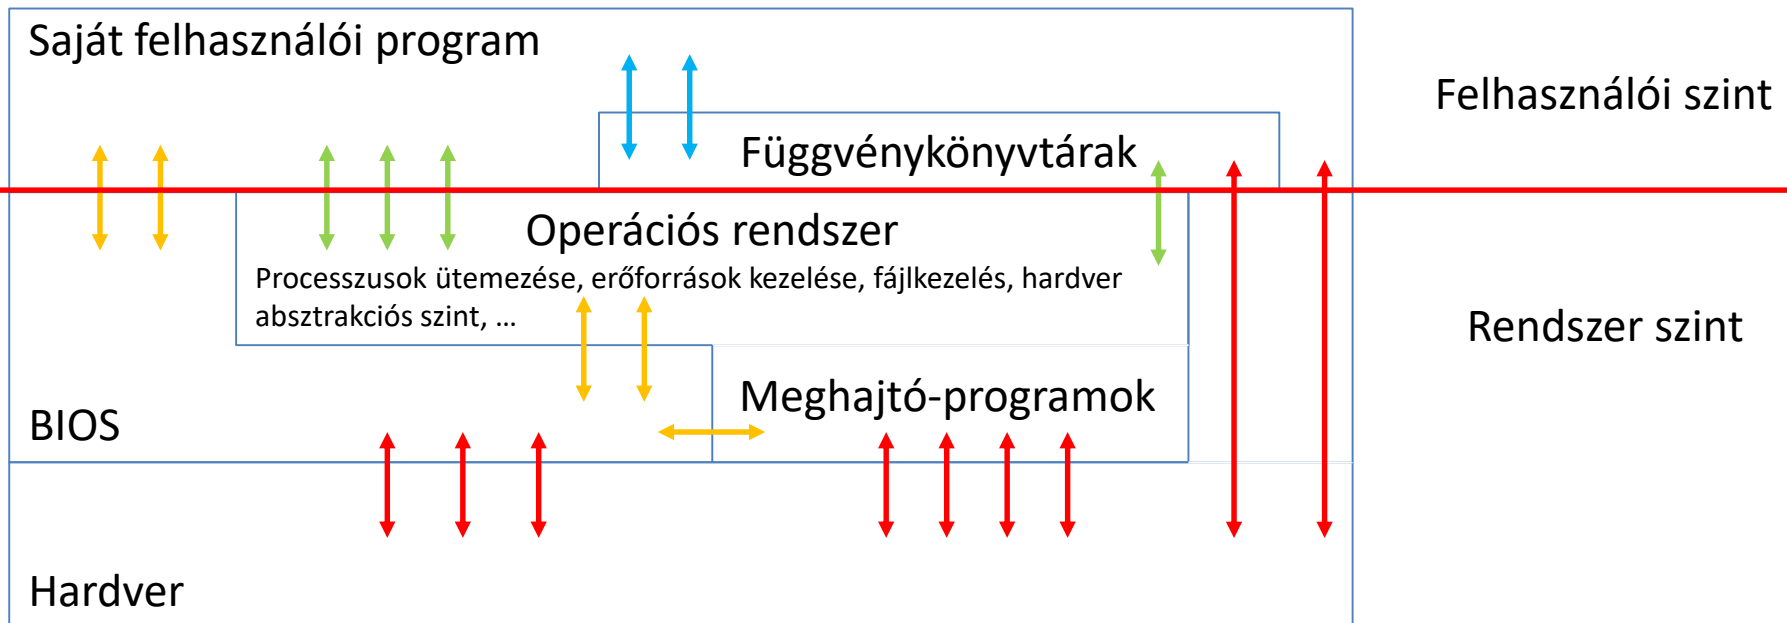 Saját felhasználói program
Felhasználói szint
Függvénykönyvtárak
Operációs rendszer
Processzusok ütemezése, erőforrások kezelése, fájlkezelés, hardver
absztrakciós szint, ...
Rendszer szint
Meghajtó-programok
BIOS
Hardver